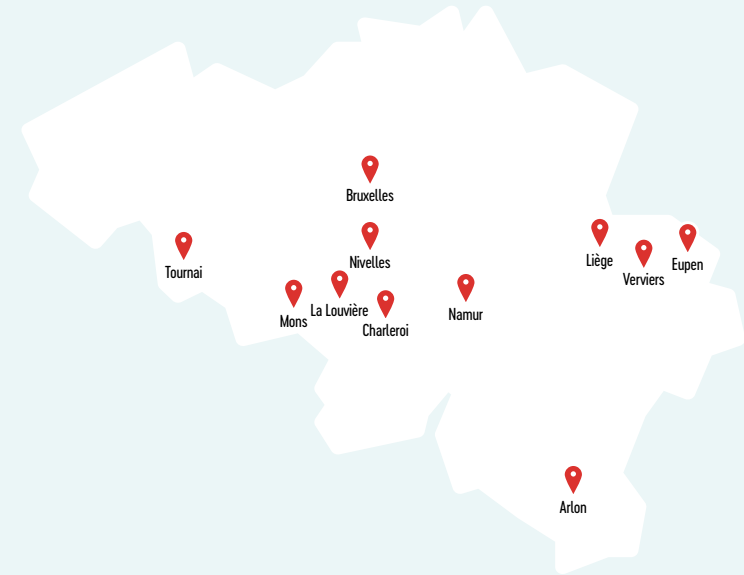 Bruxelles
Nivelles
Tournai
Liège
Eupen
Verviers
La Louvière
Mons
Namur
Charleroi
Arlon